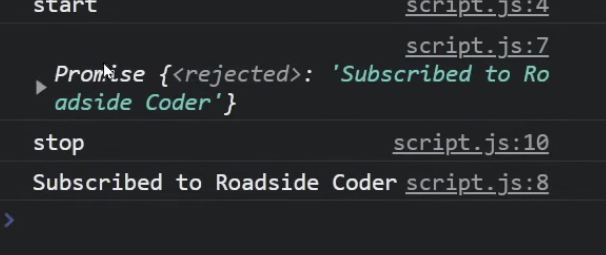 start script.js:4
script.js:7
Promise {<rejected>: 'Subscribed to Ro
adside Coder'}
stop script.js:10
Subscribed to Roadside Coder script.js:8